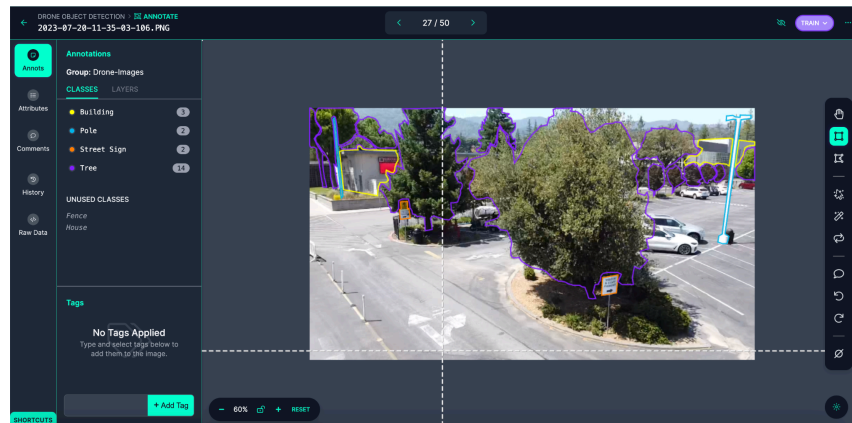 DRONE OBJECT DETECTION > ANNOTATE
2023-07-20-11-35-03-106.PNG
27 / 50
TRAIN
Annots
Attributes
Comments
History
Raw Data
Annotations
Group: Drone-Images
CLASSES LAYERS
Building 3
Pole 2
Street Sign 2
Tree 14
UNUSED CLASSES
Fence
House
Tags
No Tags Applied
Type and select tags below to
add them to the image.
+ Add Tag
SHORTCUTS
− 60% + RESET